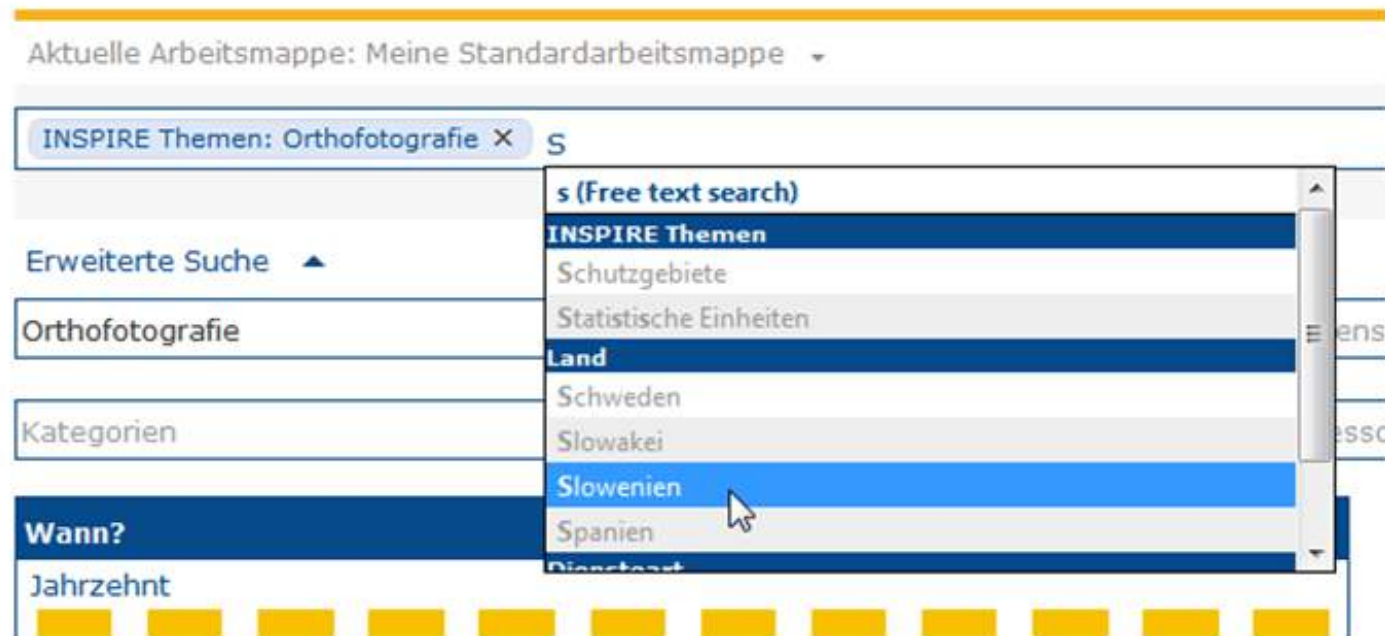 Aktuelle Arbeitsmappe: Meine Standardarbeitsmappe
INSPIRE Themen: Orthofotografie × s
s (Free text search)
INSPIRE Themen
Schutzgebiete
Statistische Einheiten
Land
Schweden
Slowakei
Slowenien
Spanien
Diensteart
Erweiterte Suche
Orthofotografie
Kategorien
Wann?
Jahrzehnt